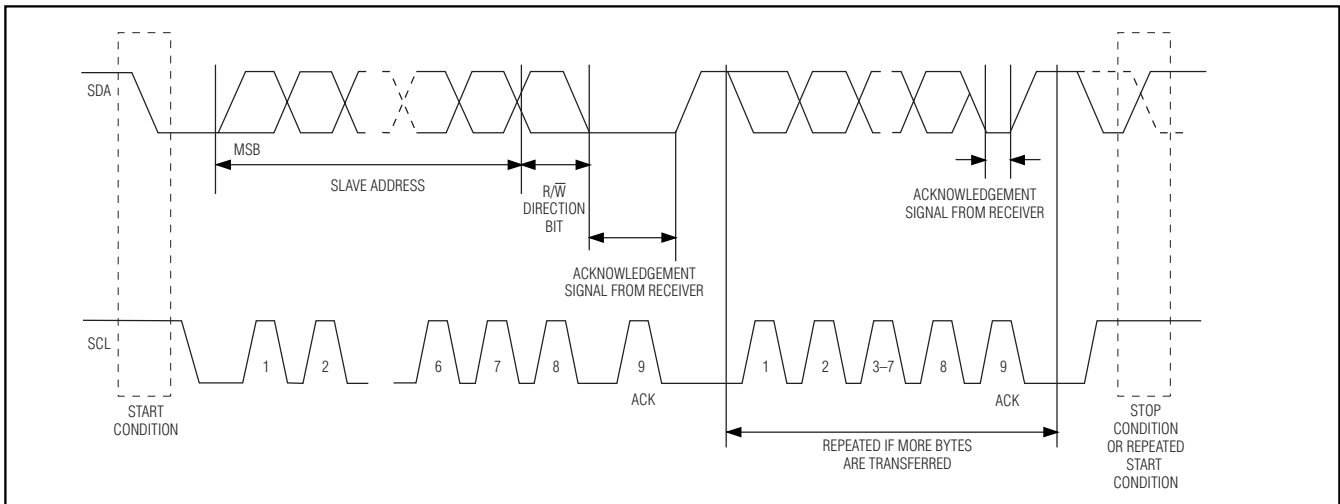 SDA
MSB
SLAVE ADDRESS
R/W̅
DIRECTION
BIT
ACKNOWLEDGEMENT
SIGNAL FROM RECEIVER
ACKNOWLEDGEMENT
SIGNAL FROM RECEIVER
SCL
1 2 6 7 8 9 1 2 3–7 8 9
ACK ACK
START
CONDITION
REPEATED IF MORE BYTES
ARE TRANSFERRED
STOP
CONDITION
OR REPEATED
START
CONDITION